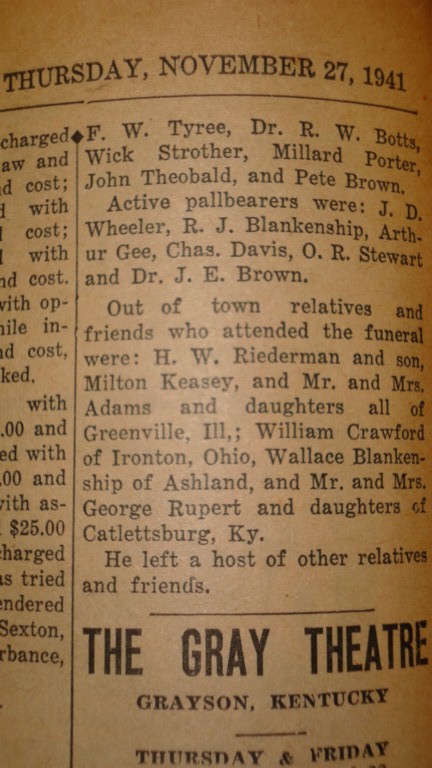 THURSDAY, NOVEMBER 27, 1941
charged
aw and
d cost;
with
cost;
with
nd cost.
with op-
hile in-
nd cost,
ked.
with
.00 and
ed with
.00 and
with as-
$25.00
charged
as tried
endered
Sexton,
rbance,
F. W. Tyree, Dr. R. W. Botts,
Wick Strother, Millard Porter,
John Theobald, and Pete Brown.
Active pallbearers were: J. D.
Wheeler, R. J. Blankenship, Arth-
ur Gee, Chas. Davis, O. R. Stewart
and Dr. J. E. Brown.
Out of town relatives and
friends who attended the funeral
were: H. W. Riederman and son,
Milton Keasey, and Mr. and Mrs.
Adams and daughters all of
Greenville, Ill,; William Crawford
of Ironton, Ohio, Wallace Blanken-
ship of Ashland, and Mr. and Mrs.
George Rupert and daughters of
Catlettsburg, Ky.
He left a host of other relatives
and friends.
THE GRAY THEATRE
GRAYSON, KENTUCKY
THURSDAY & FRIDAY